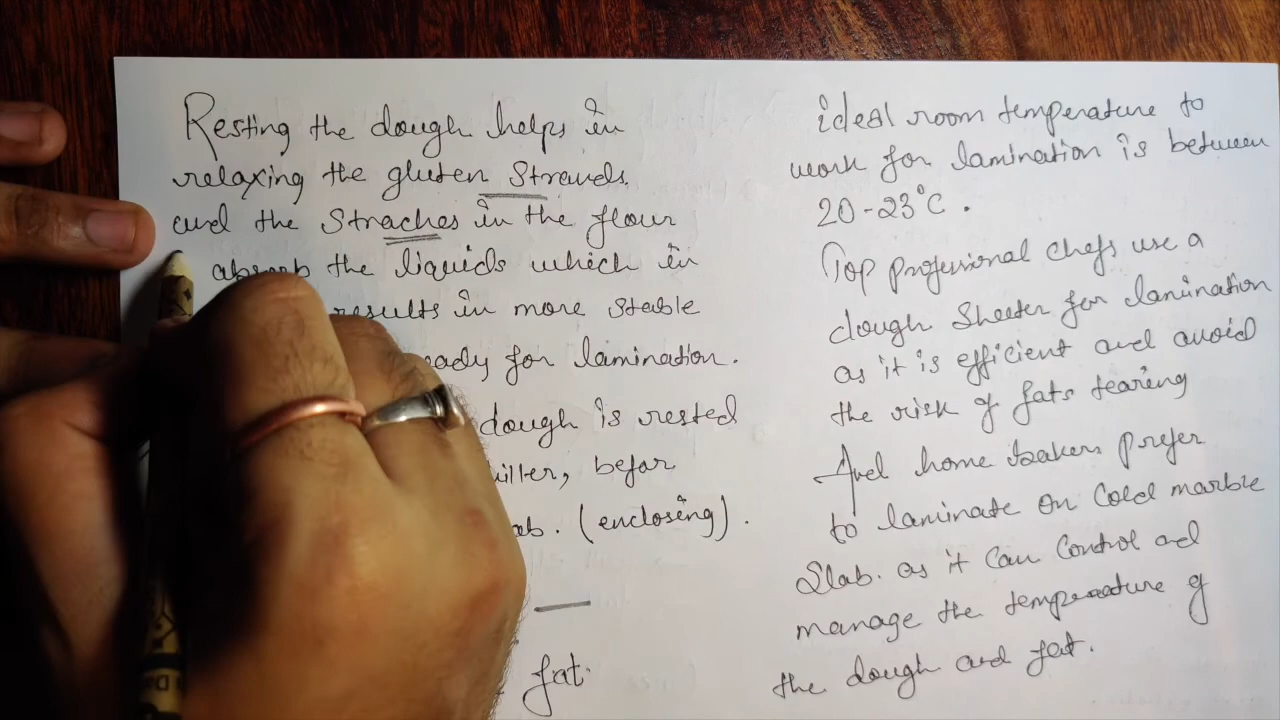 Resting the dough helps in
relaxing the gluten strands,
and the straches in the flour
absorb the liquids which in
results in more stable
eady for lamination.
dough is rested
iller, befor
ab. (enclosing).
fat.
ideal room temperature to
work for lamination is between
20-23°C.
Top professional chefs use a
dough sheeter for lamination
as it is efficient and avoid
the risk of fats tearing
And home bakers prefer
to laminate on cold marble
Slab. as it can control and
manage the temperature of
the dough and fat.